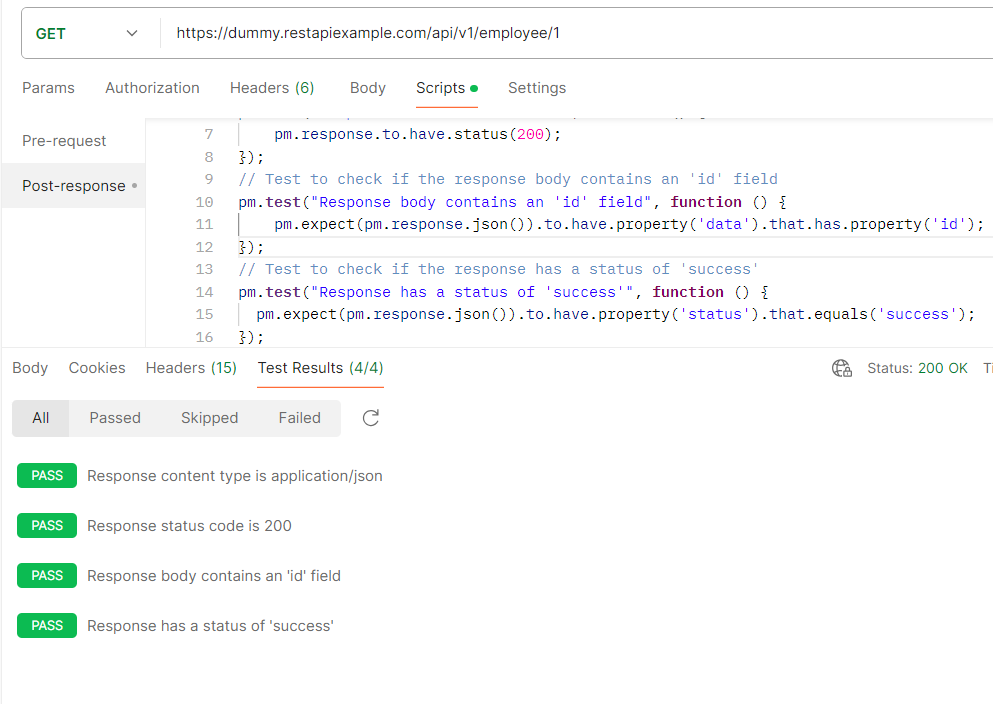 GET https://dummy.restapiexample.com/api/v1/employee/1
Params Authorization Headers (6) Body Scripts Settings
Pre-request
Post-response
7 pm.response.to.have.status(200);
8 });
9 // Test to check if the response body contains an 'id' field
10 pm.test("Response body contains an 'id' field", function () {
11 pm.expect(pm.response.json()).to.have.property('data').that.has.property('id');
12 });
13 // Test to check if the response has a status of 'success'
14 pm.test("Response has a status of 'success'", function () {
15 pm.expect(pm.response.json()).to.have.property('status').that.equals('success');
16 });
Body Cookies Headers (15) Test Results (4/4) Status: 200 OK
All Passed Skipped Failed
PASS Response content type is application/json
PASS Response status code is 200
PASS Response body contains an 'id' field
PASS Response has a status of 'success'